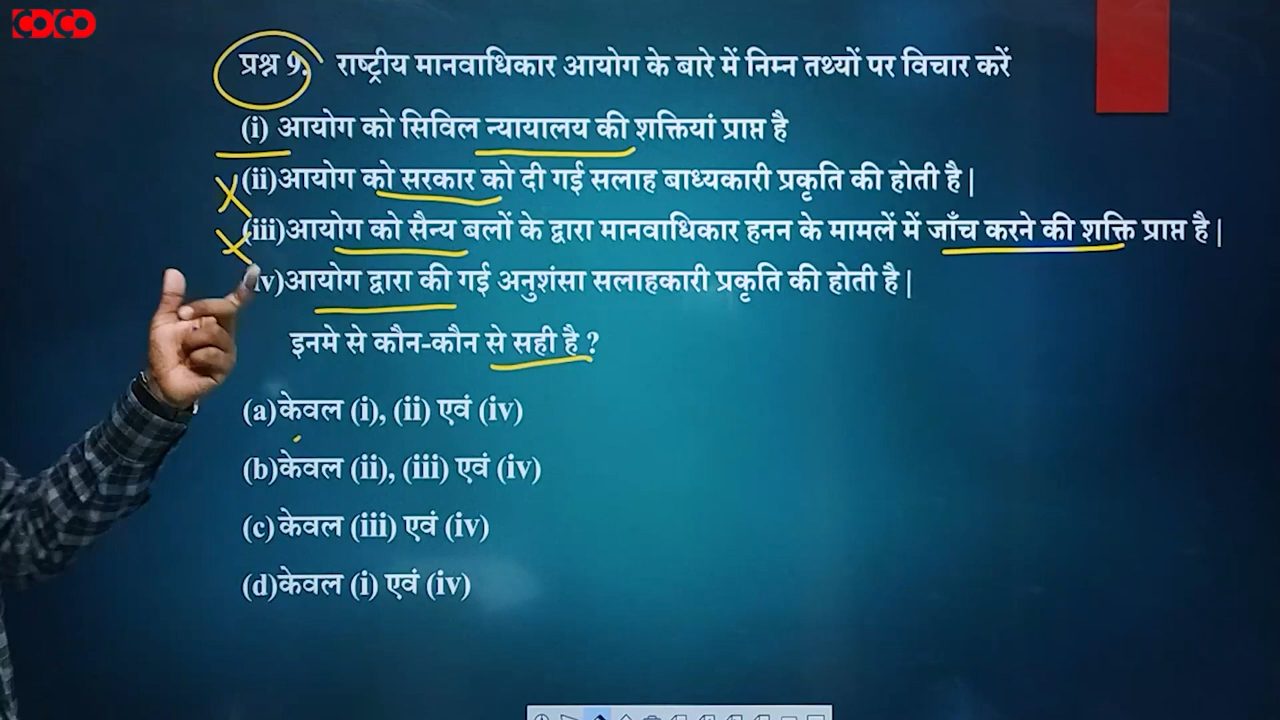 COCO
प्रश्न 9. राष्ट्रीय मानवाधिकार आयोग के बारे में निम्न तथ्यों पर विचार करें
(i) आयोग को सिविल न्यायालय की शक्तियां प्राप्त है
(ii)आयोग को सरकार को दी गई सलाह बाध्यकारी प्रकृति की होती है |
(iii)आयोग को सैन्य बलों के द्वारा मानवाधिकार हनन के मामलें में जाँच करने की शक्ति प्राप्त है |
(iv)आयोग द्वारा की गई अनुशंसा सलाहकारी प्रकृति की होती है |
इनमे से कौन-कौन से सही है ?
(a)केवल (i), (ii) एवं (iv)
(b)केवल (ii), (iii) एवं (iv)
(c)केवल (iii) एवं (iv)
(d)केवल (i) एवं (iv)